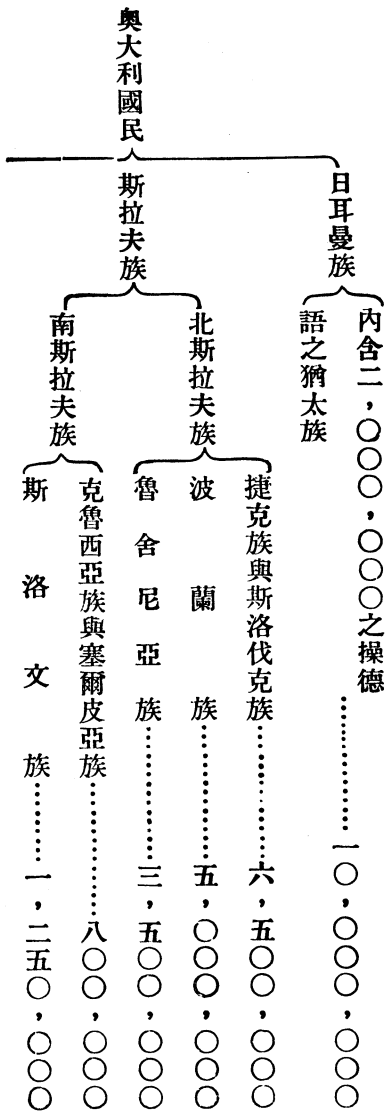 奧大利國民
日耳曼族
內含二,〇〇〇,〇〇〇之操德
語之猶太族
…………一〇,〇〇〇,〇〇〇
斯拉夫族
北斯拉夫族
捷克族與斯洛伐克族…………六,五〇〇,〇〇〇
波蘭族…………五,〇〇〇,〇〇〇
魯舍尼亞族…………三,五〇〇,〇〇〇
南斯拉夫族
克魯西亞族與塞爾皮亞族…………八〇〇,〇〇〇
斯洛文族…………一,二五〇,〇〇〇